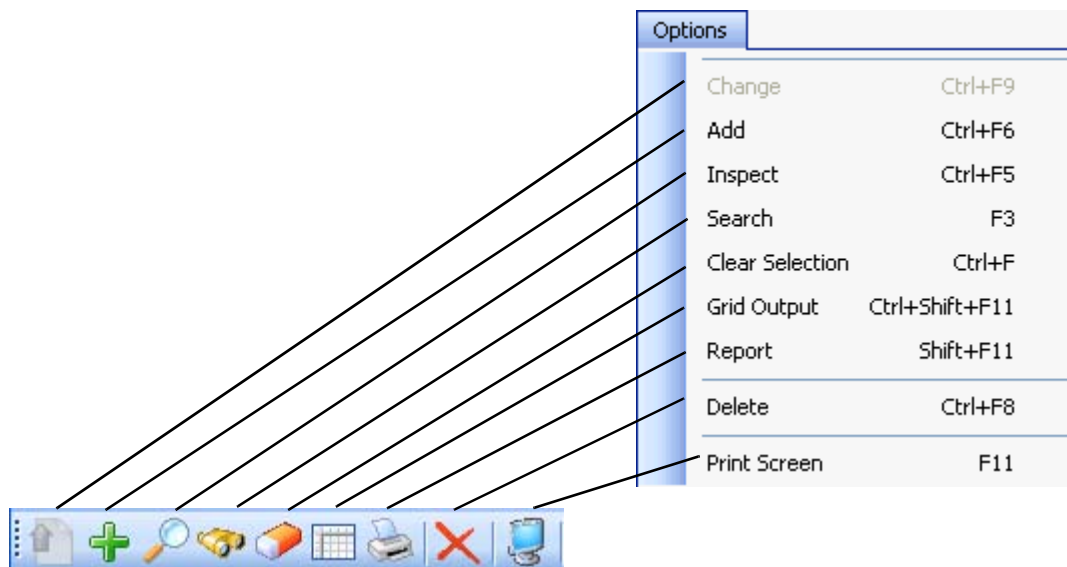 Options
Change Ctrl+F9
Add Ctrl+F6
Inspect Ctrl+F5
Search F3
Clear Selection Ctrl+F
Grid Output Ctrl+Shift+F11
Report Shift+F11
Delete Ctrl+F8
Print Screen F11